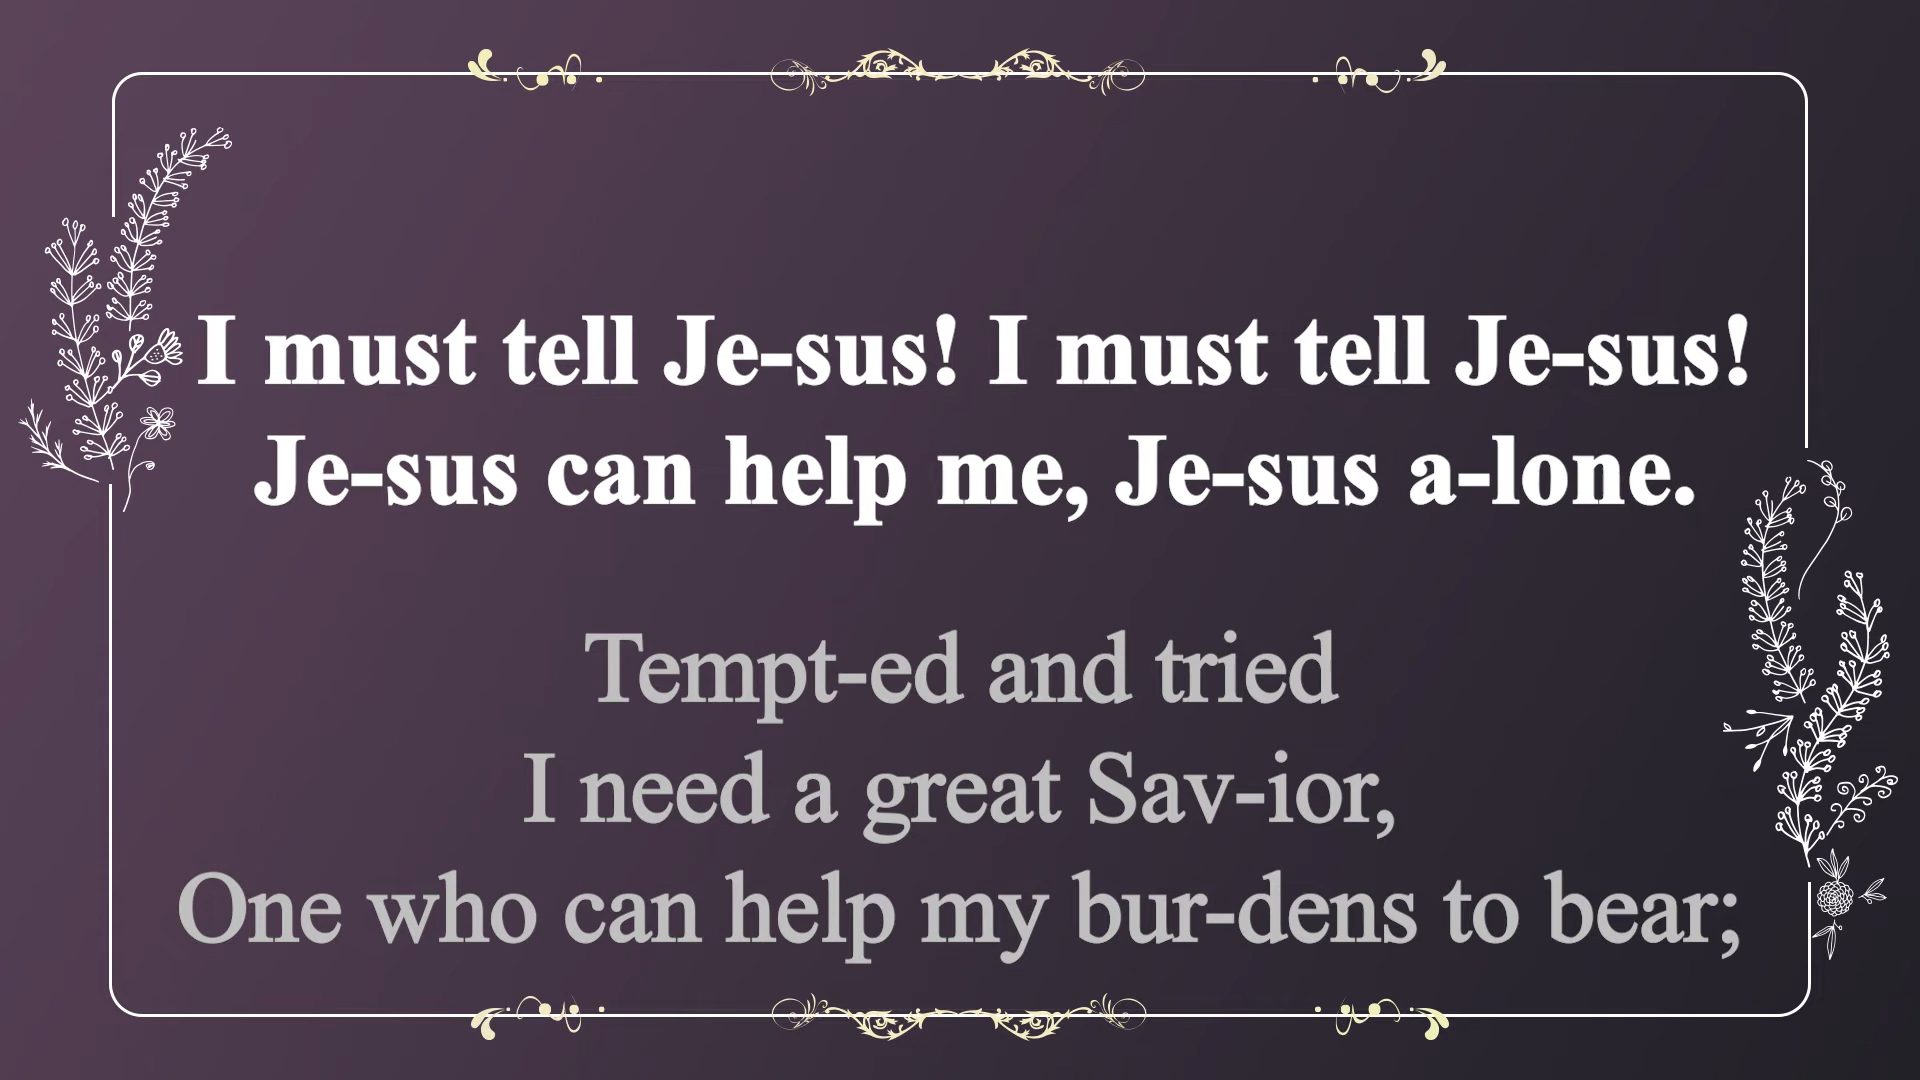 I must tell Je-sus! I must tell Je-sus!
Je-sus can help me, Je-sus a-lone.
Tempt-ed and tried
I need a great Sav-ior,
One who can help my bur-dens to bear;